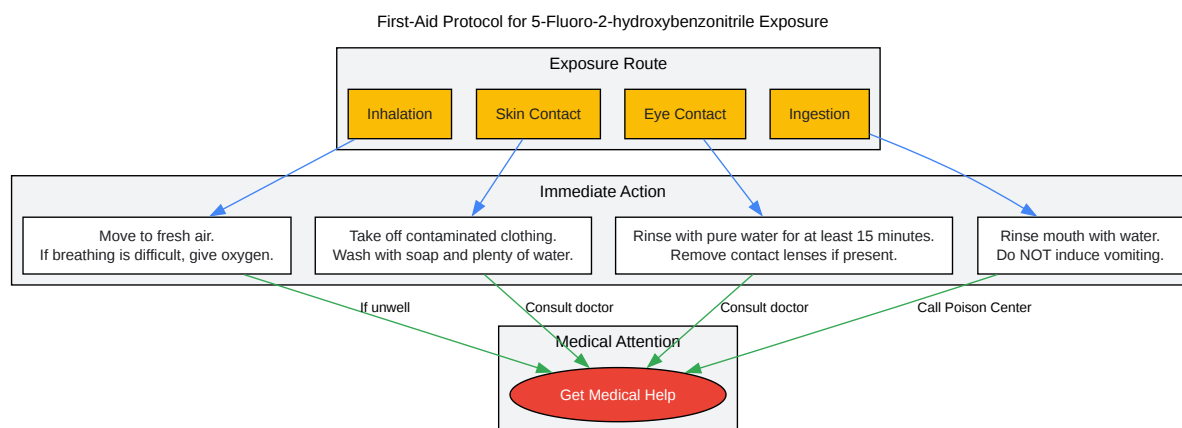 First-Aid Protocol for 5-Fluoro-2-hydroxybenzonitrile Exposure
Exposure Route
Inhalation
Skin Contact
Eye Contact
Ingestion
Immediate Action
Move to fresh air.
If breathing is difficult, give oxygen.
Take off contaminated clothing.
Wash with soap and plenty of water.
Rinse with pure water for at least 15 minutes.
Remove contact lenses if present.
Rinse mouth with water.
Do NOT induce vomiting.
If unwell
Consult doctor
Consult doctor
Call Poison Center
Medical Attention
Get Medical Help